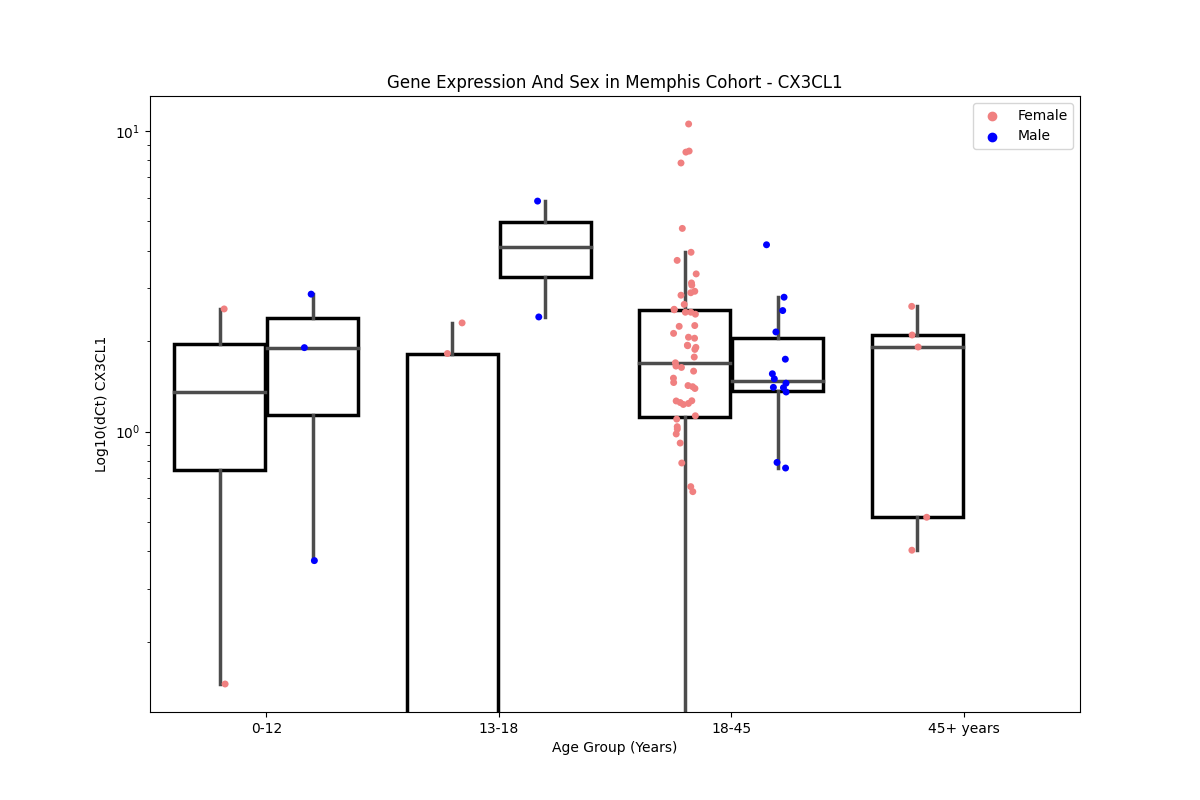 Gene Expression And Sex in Memphis Cohort - CX3CL1
Female
Male
10¹
10⁰
Log10(dCt) CX3CL1
0-12
13-18
18-45
45+ years
Age Group (Years)